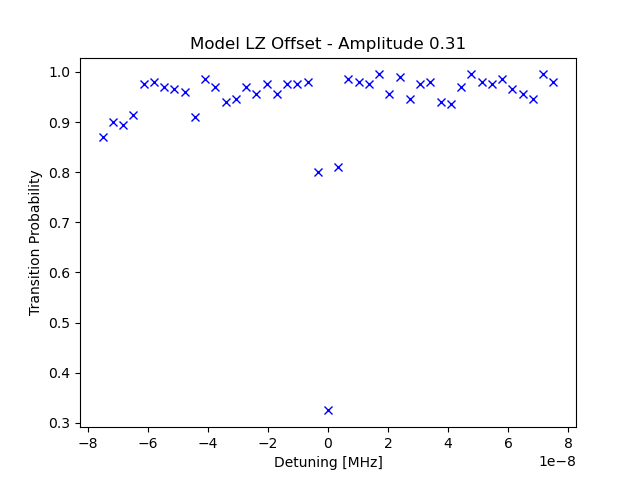 Model LZ Offset - Amplitude 0.31
1.0
0.9
0.8
0.7
0.6
0.5
0.4
0.3
Transition Probability
−8 −6 −4 −2 0 2 4 6 8
1e−8
Detuning [MHz]